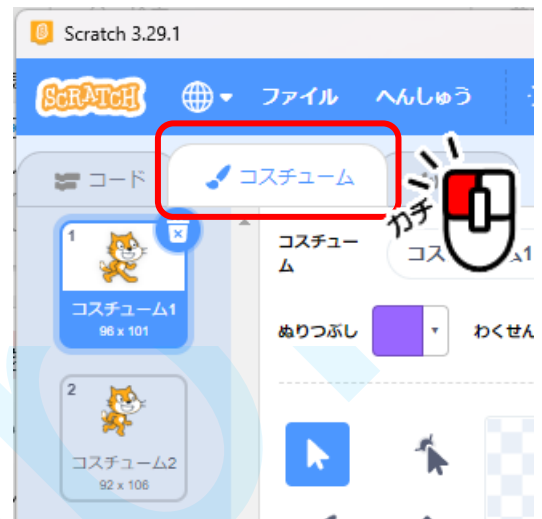 Scratch 3.29.1
SCRATCH ファイル へんしゅう
コード コスチューム
カチッ
1
コスチューム1
96 x 101
2
コスチューム2
92 x 106
コスチュー
ム
ぬりつぶし わくせん